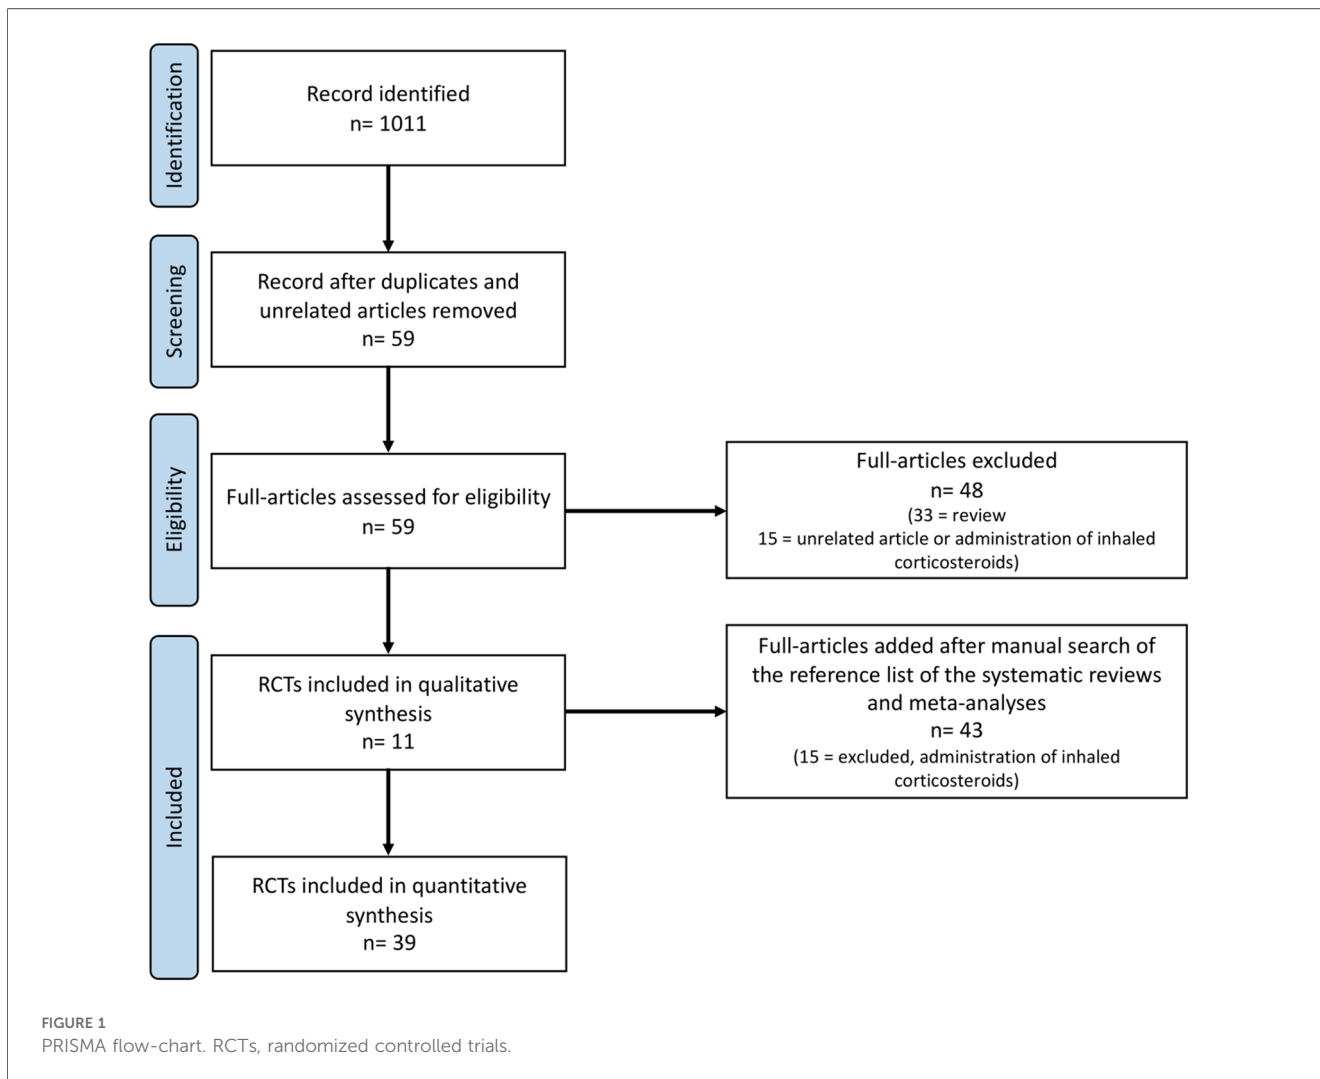 Identification
Record identified
n= 1011
Screening
Record after duplicates and
unrelated articles removed
n= 59
Eligibility
Full-articles assessed for eligibility
n= 59
Full-articles excluded
n= 48
(33 = review
15 = unrelated article or administration of inhaled
corticosteroids)
Included
RCTs included in qualitative
synthesis
n= 11
Full-articles added after manual search of
the reference list of the systematic reviews
and meta-analyses
n= 43
(15 = excluded, administration of inhaled
corticosteroids)
RCTs included in quantitative
synthesis
n= 39
FIGURE 1
PRISMA flow-chart. RCTs, randomized controlled trials.